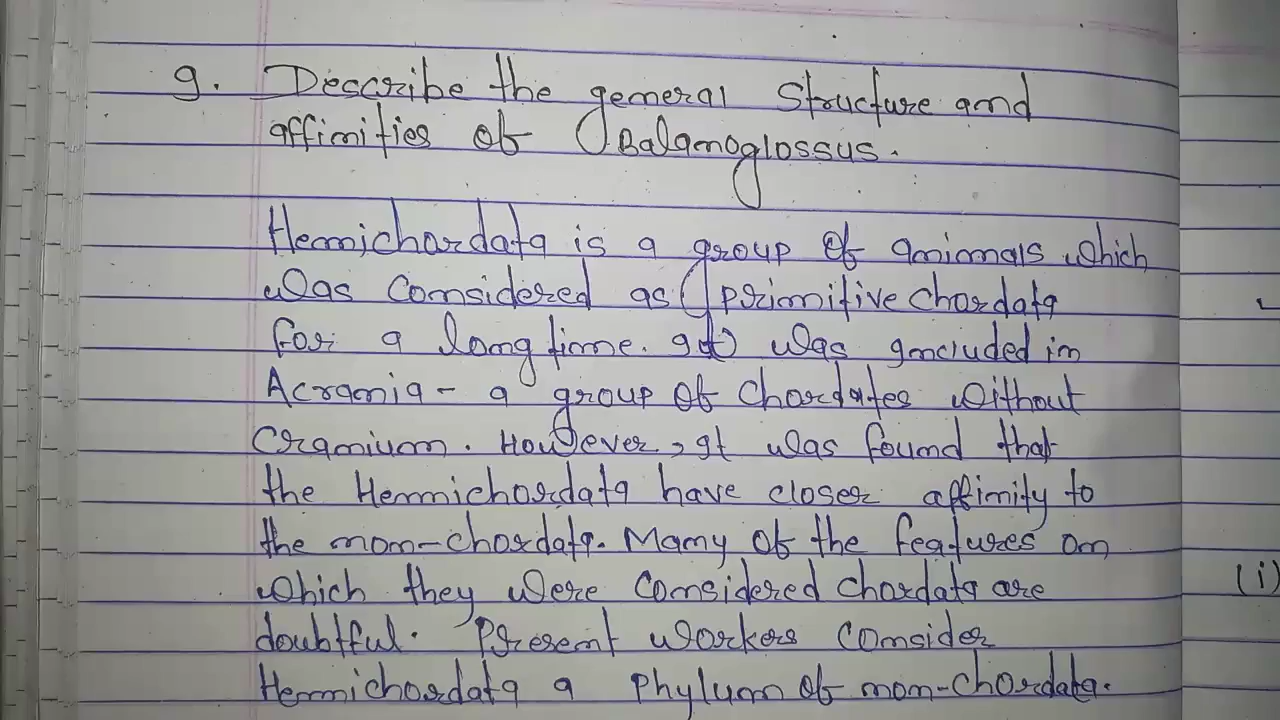 9. Describe the general structure and
affinities of Balanoglossus.
Hemichordata is a group of animals which
was considered as primitive chordata
for a long time. It was included in
Acrania - a group of chordates without
cranium. However, It was found that
the Hemichordata have closer affinity to
the non-chordata. Many of the features on
which they were considered chordata are
doubtful. Present workers consider
Hemichordata a phylum of non-chordata.
(i)